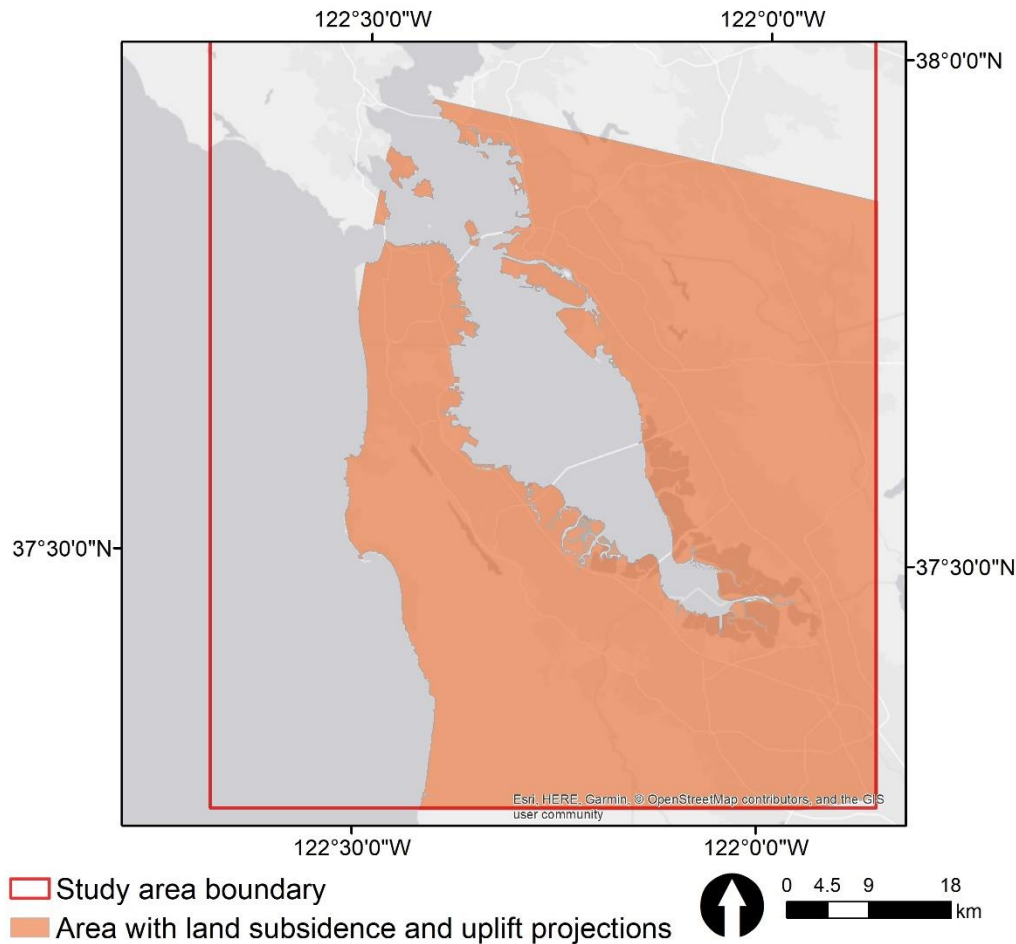 122°30'0"W 122°0'0"W
38°0'0"N
37°30'0"N
37°30'0"N
Esri, HERE, Garmin, © OpenStreetMap contributors, and the GIS
user community
122°30'0"W 122°0'0"W
Study area boundary
Area with land subsidence and uplift projections
0 4.5 9 18
km